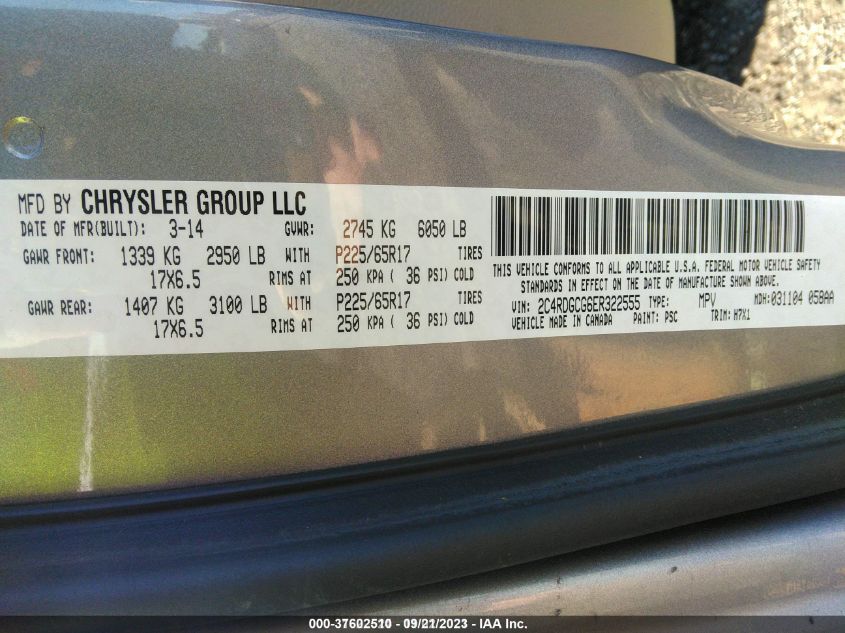 MFD BY CHRYSLER GROUP LLC
DATE OF MFR(BUILT): 3-14 GVWR: 2745 KG 6050 LB
GAWR FRONT: 1339 KG 2950 LB WITH P225/65R17 TIRES
17X6.5 RIMS AT 250 KPA ( 36 PSI) COLD
GAWR REAR: 1407 KG 3100 LB WITH P225/65R17 TIRES
17X6.5 RIMS AT 250 KPA ( 36 PSI) COLD
THIS VEHICLE CONFORMS TO ALL APPLICABLE U.S.A. FEDERAL MOTOR VEHICLE SAFETY
STANDARDS IN EFFECT ON THE DATE OF MANUFACTURE SHOWN ABOVE.
VIN: 2C4RDGCG6ER322555 TYPE: MPV MDH:031104 058AA
VEHICLE MADE IN CANADA PAINT: PSC TRIM: H7X1
000-37602510 - 09/21/2023 - IAA Inc.